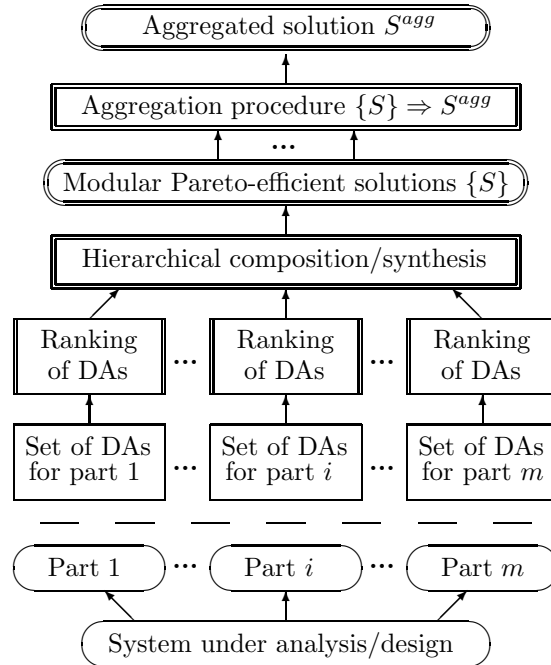 Aggregated solution S^{agg}
Aggregation procedure {S} ⇒ S^{agg}
...
Modular Pareto-efficient solutions {S}
Hierarchical composition/synthesis
Ranking of DAs ... Ranking of DAs ... Ranking of DAs
Set of DAs for part 1 ... Set of DAs for part i ... Set of DAs for part m
Part 1 ... Part i ... Part m
System under analysis/design